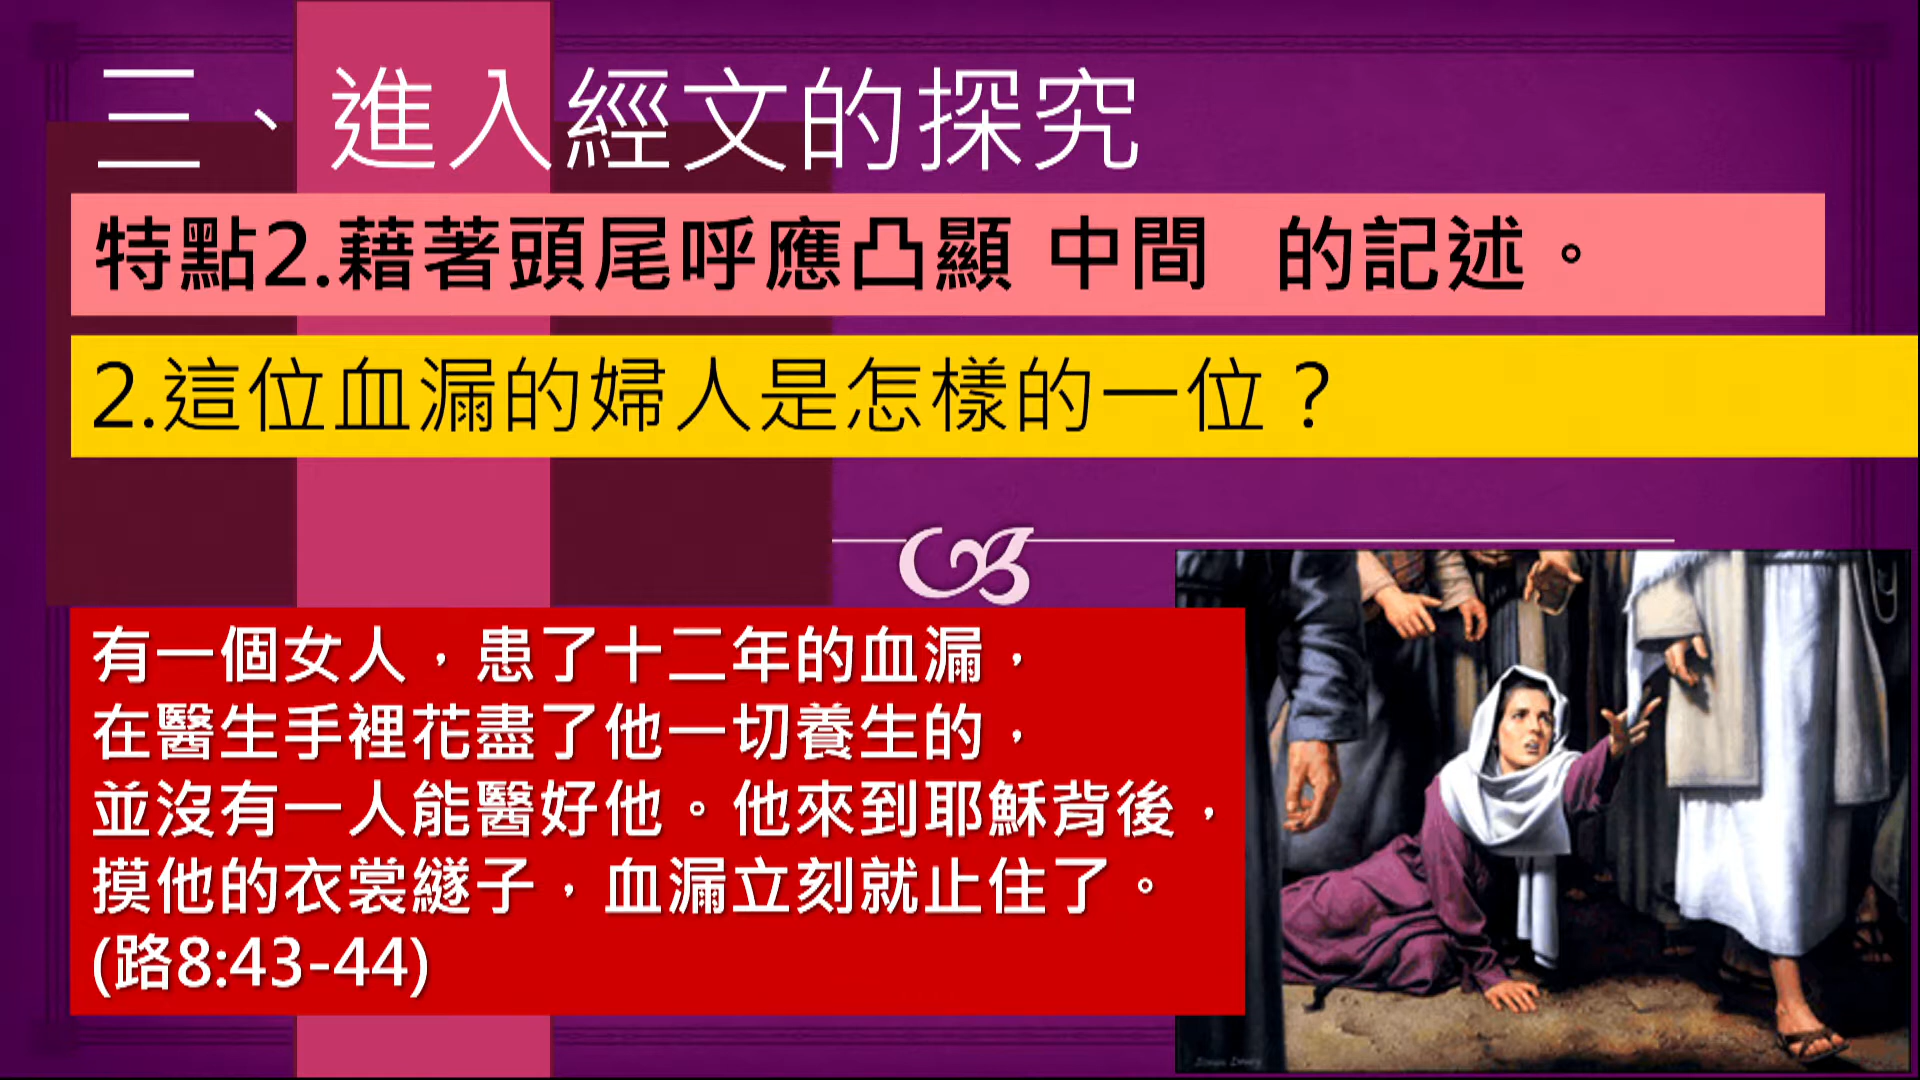 三、進入經文的探究
特點2.藉著頭尾呼應凸顯 中間 的記述。
2.這位血漏的婦人是怎樣的一位？
有一個女人，患了十二年的血漏，
在醫生手裡花盡了他一切養生的，
並沒有一人能醫好他。他來到耶穌背後，
摸他的衣裳繸子，血漏立刻就止住了。
(路8:43-44)